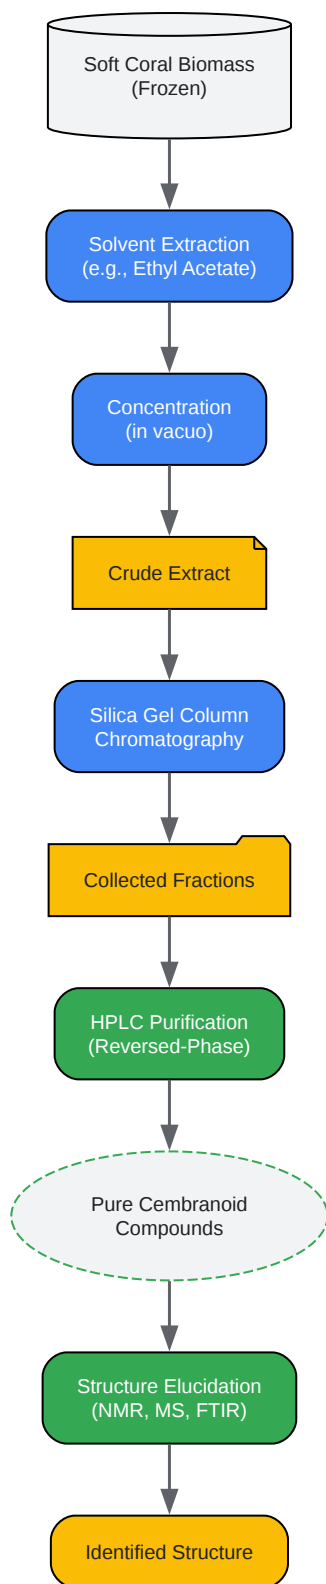 Soft Coral Biomass
(Frozen)
Solvent Extraction
(e.g., Ethyl Acetate)
Concentration
(in vacuo)
Crude Extract
Silica Gel Column
Chromatography
Collected Fractions
HPLC Purification
(Reversed-Phase)
Pure Cembranoid
Compounds
Structure Elucidation
(NMR, MS, FTIR)
Identified Structure